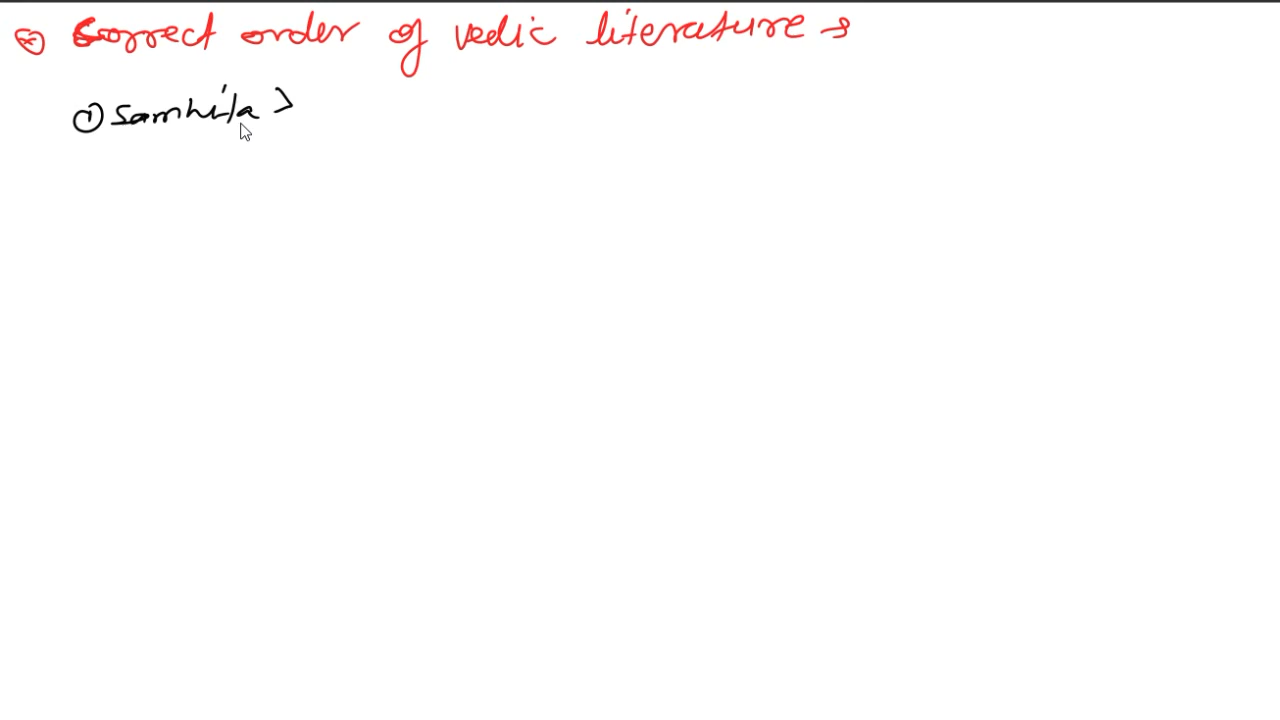 Correct order of vedic literature →
① Samhita >